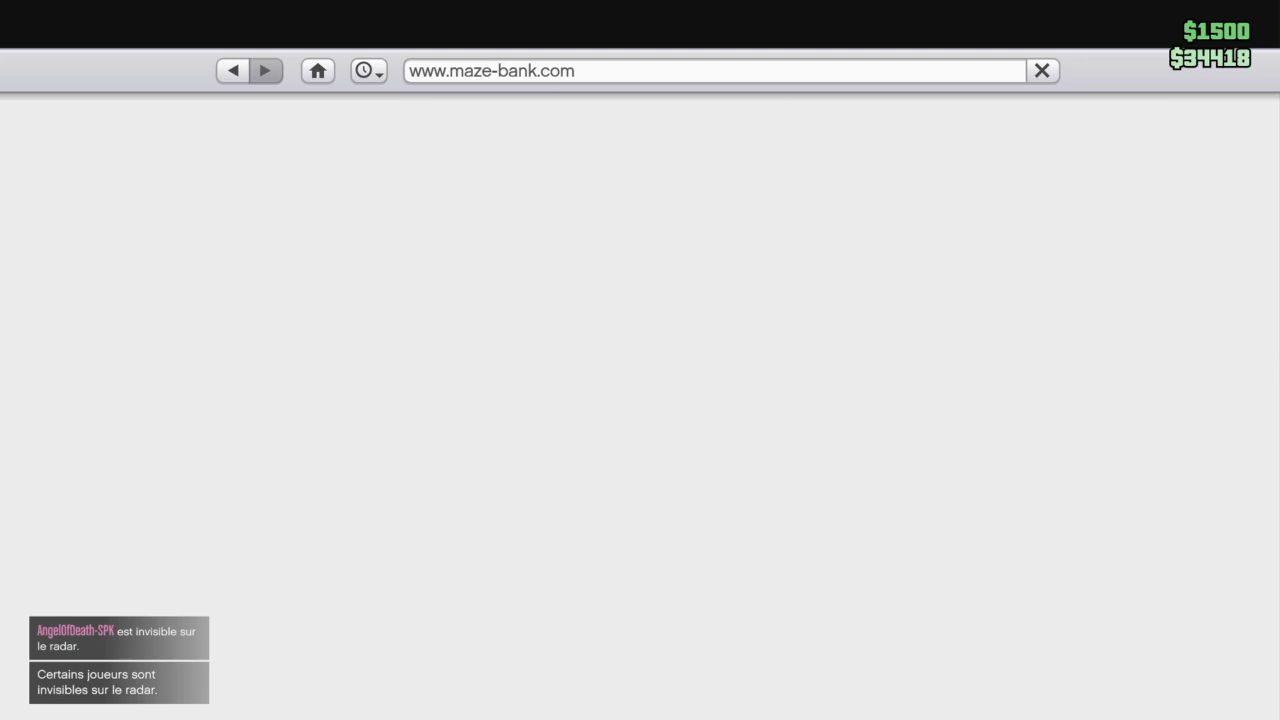 $1500
$34418
www.maze-bank.com
AngelOfDeath-SPK est invisible sur
le radar.
Certains joueurs sont
invisibles sur le radar.